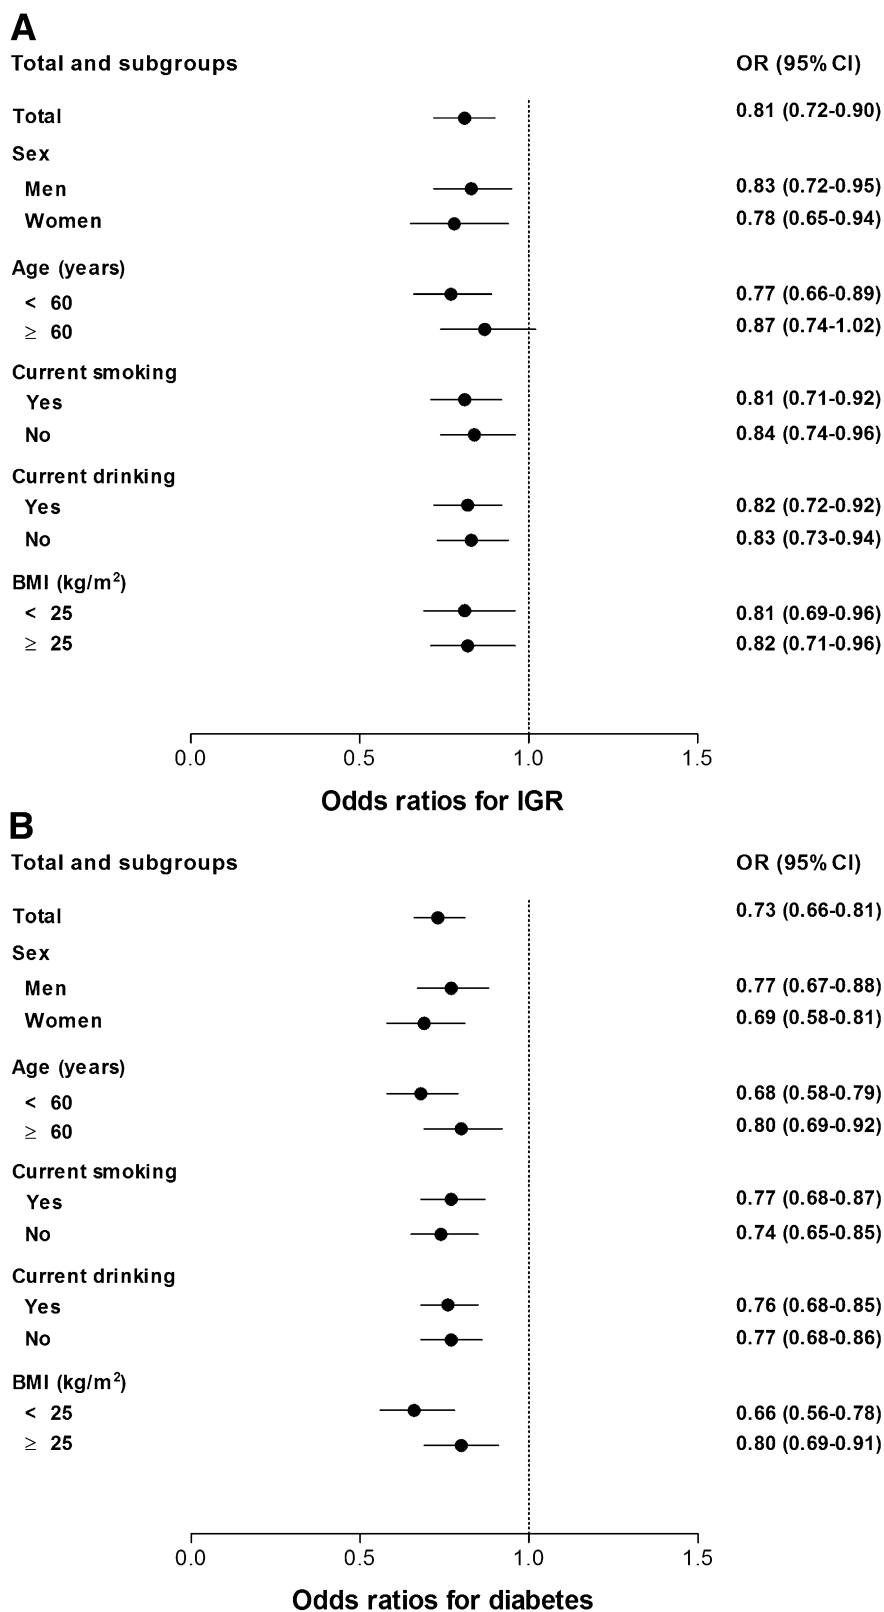 A
Total and subgroups OR (95% CI)
Total 0.81 (0.72-0.90)
Sex
Men 0.83 (0.72-0.95)
Women 0.78 (0.65-0.94)
Age (years)
< 60 0.77 (0.66-0.89)
≥ 60 0.87 (0.74-1.02)
Current smoking
Yes 0.81 (0.71-0.92)
No 0.84 (0.74-0.96)
Current drinking
Yes 0.82 (0.72-0.92)
No 0.83 (0.73-0.94)
BMI (kg/m²)
< 25 0.81 (0.69-0.96)
≥ 25 0.82 (0.71-0.96)
0.0 0.5 1.0 1.5
Odds ratios for IGR
B
Total and subgroups OR (95% CI)
Total 0.73 (0.66-0.81)
Sex
Men 0.77 (0.67-0.88)
Women 0.69 (0.58-0.81)
Age (years)
< 60 0.68 (0.58-0.79)
≥ 60 0.80 (0.69-0.92)
Current smoking
Yes 0.77 (0.68-0.87)
No 0.74 (0.65-0.85)
Current drinking
Yes 0.76 (0.68-0.85)
No 0.77 (0.68-0.86)
BMI (kg/m²)
< 25 0.66 (0.56-0.78)
≥ 25 0.80 (0.69-0.91)
0.0 0.5 1.0 1.5
Odds ratios for diabetes